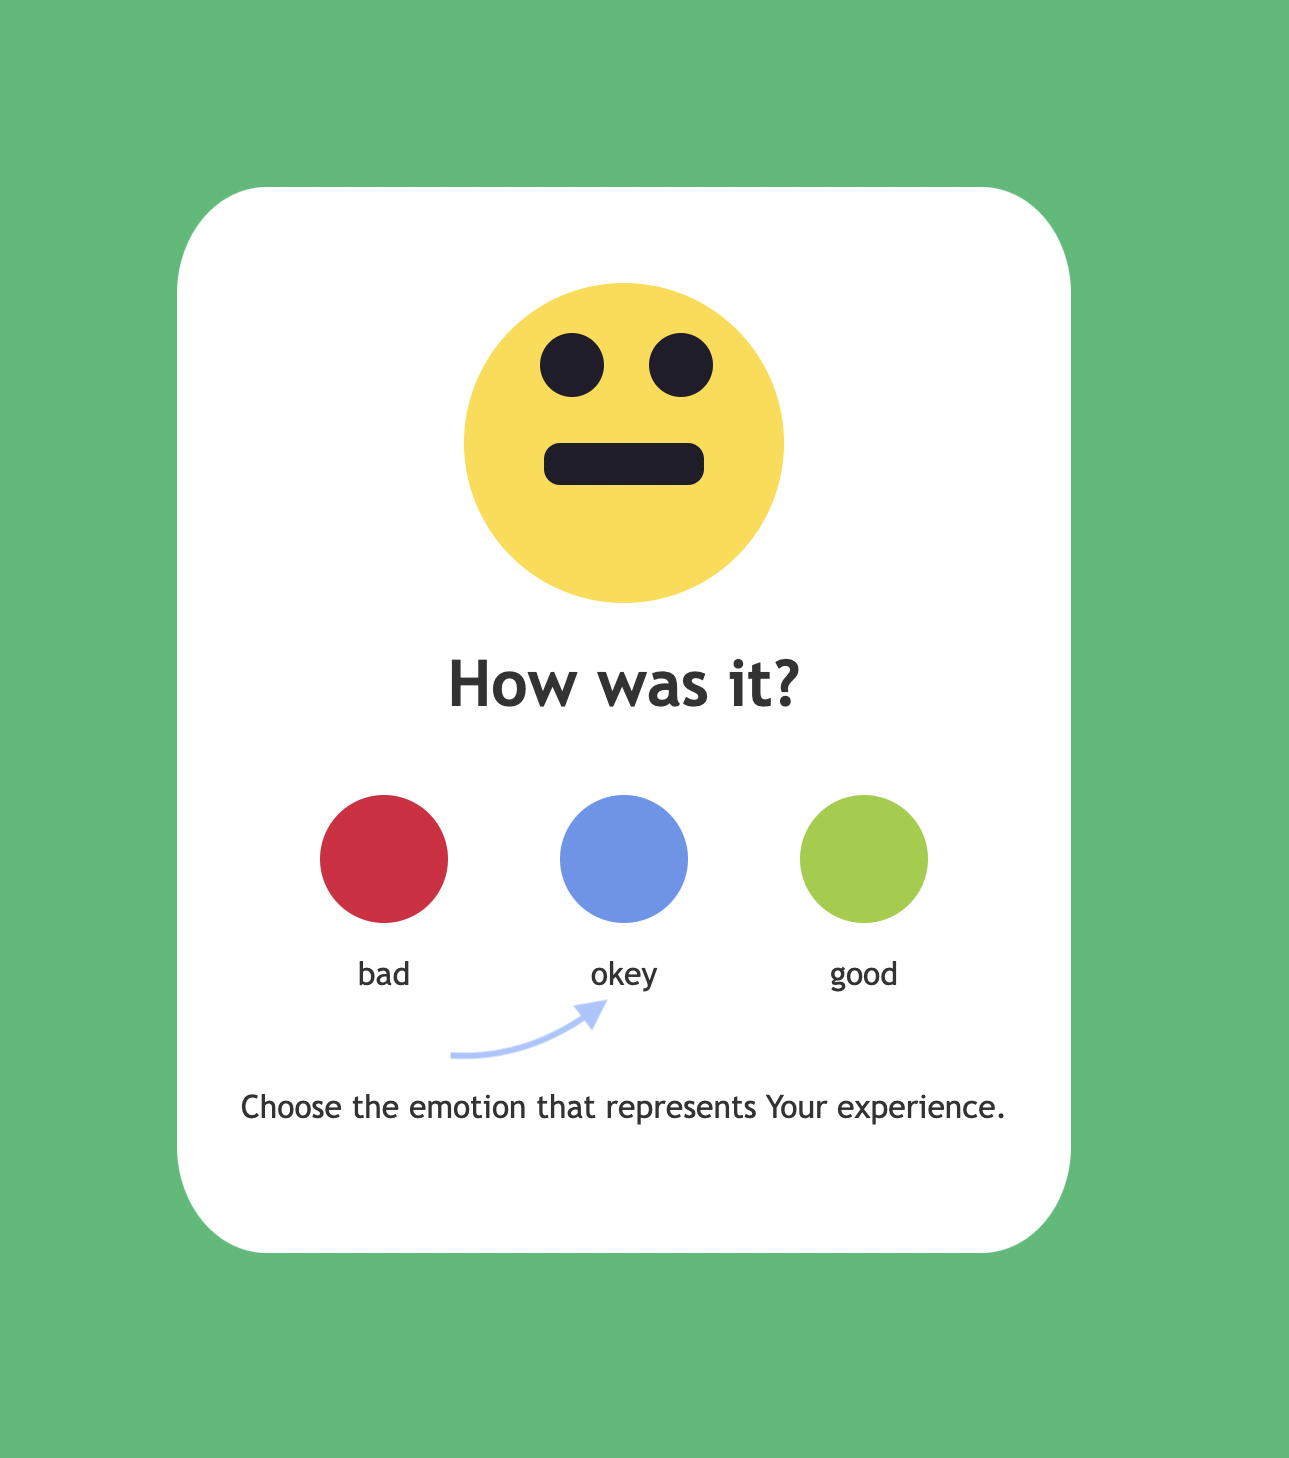 How was it?
bad okey good
Choose the emotion that represents Your experience.